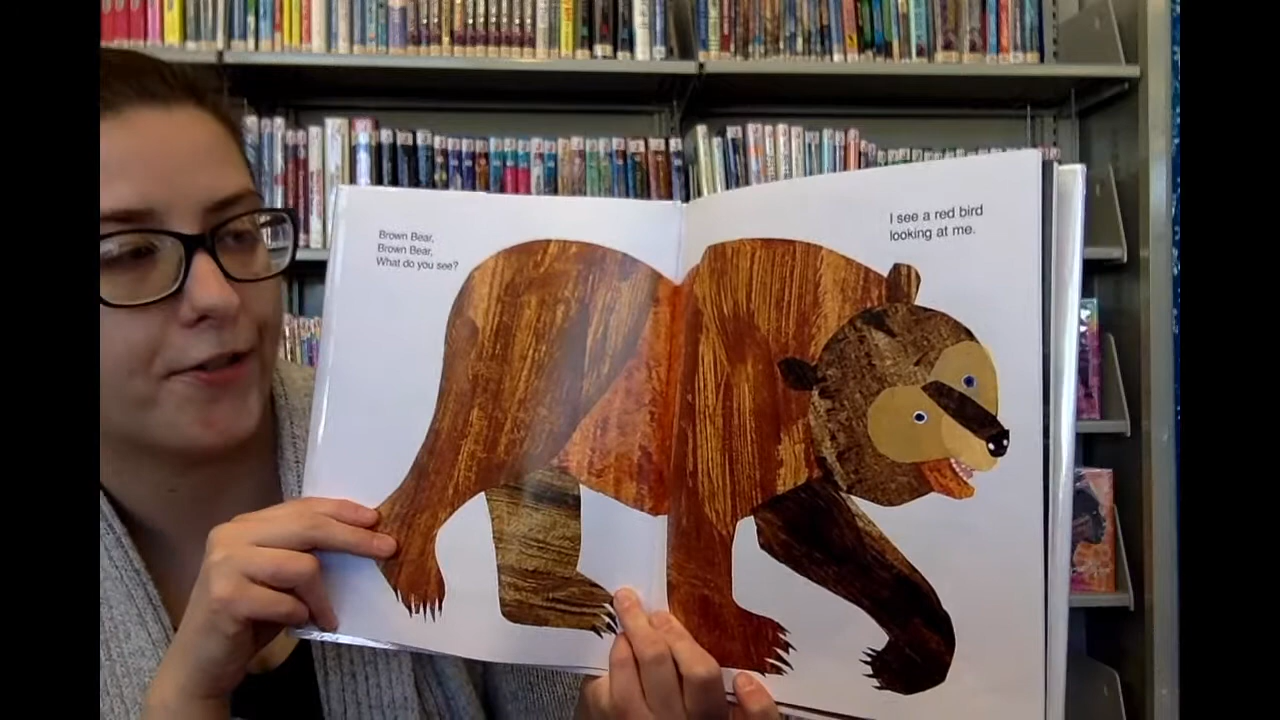 Brown Bear,
Brown Bear,
What do you see?
I see a red bird
looking at me.